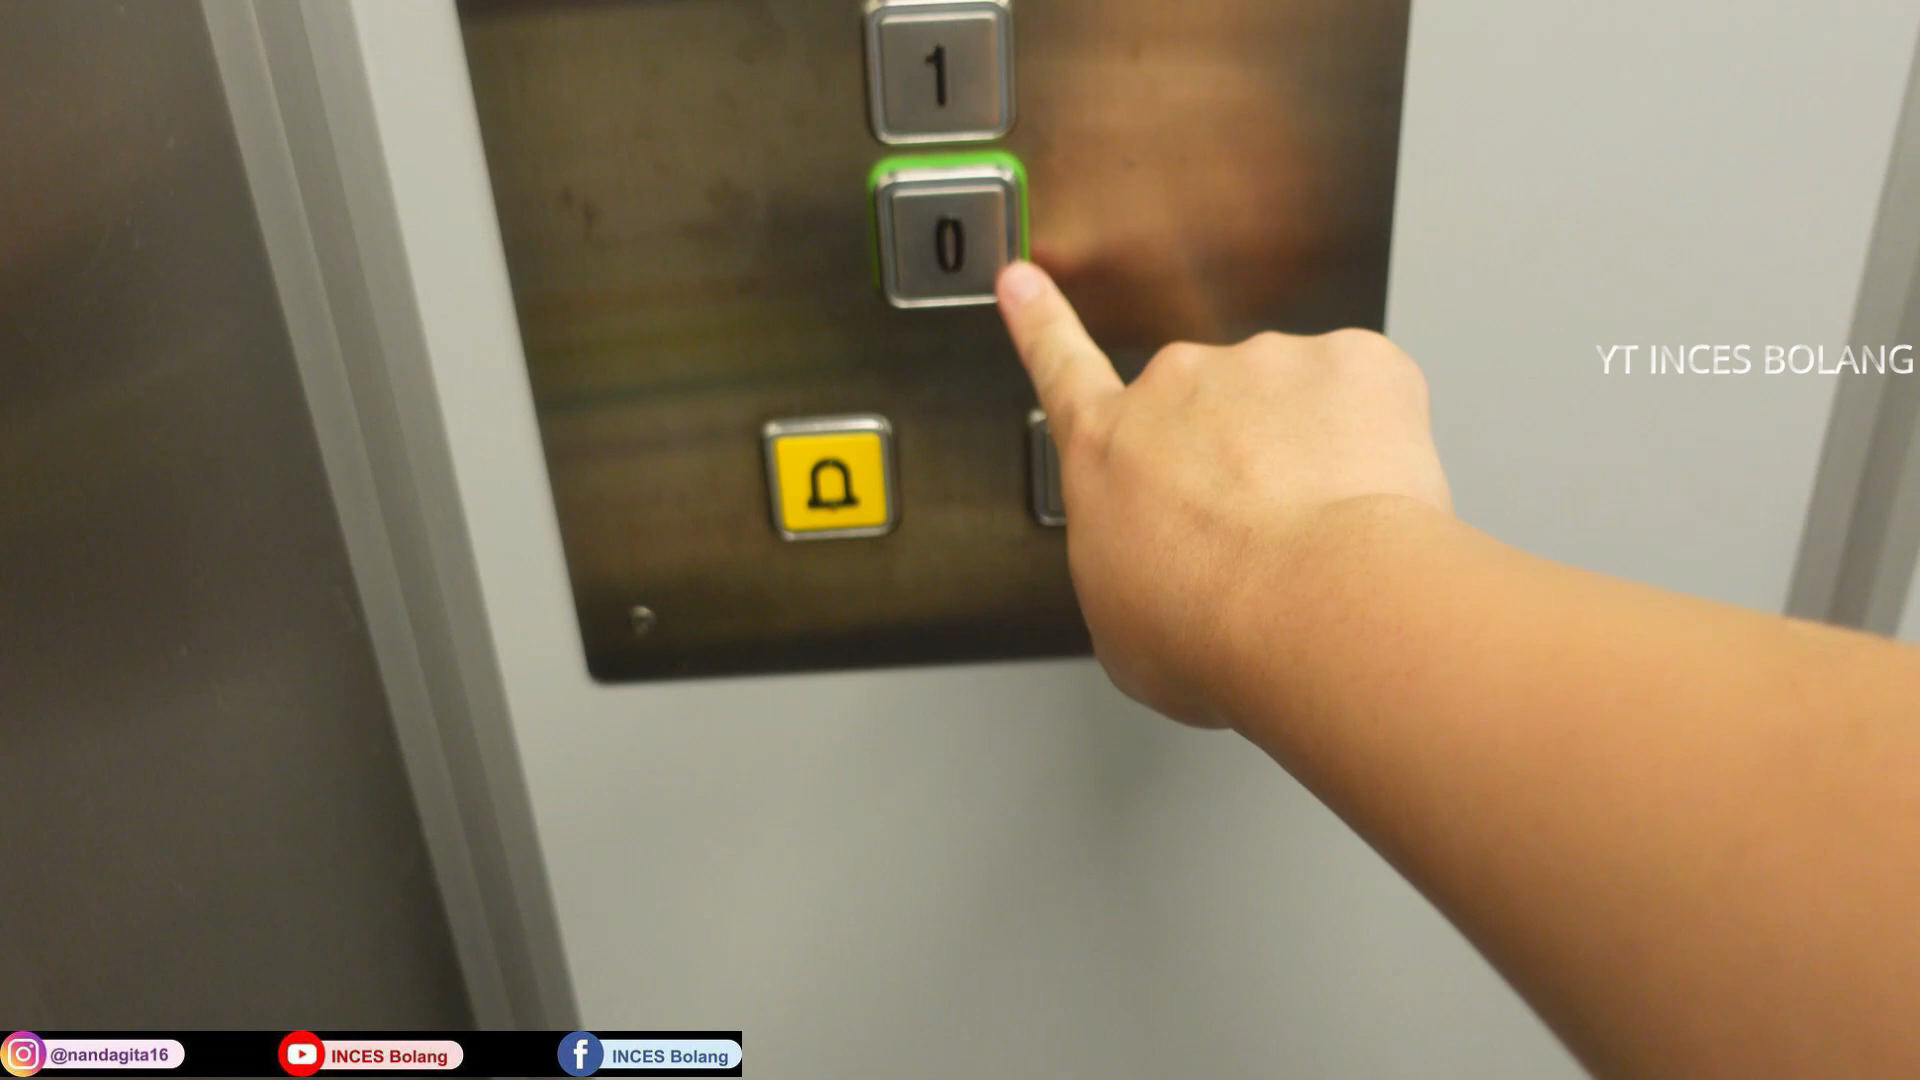 1
0
YT INCES BOLANG
@nandagita16
INCES Bolang
INCES Bolang